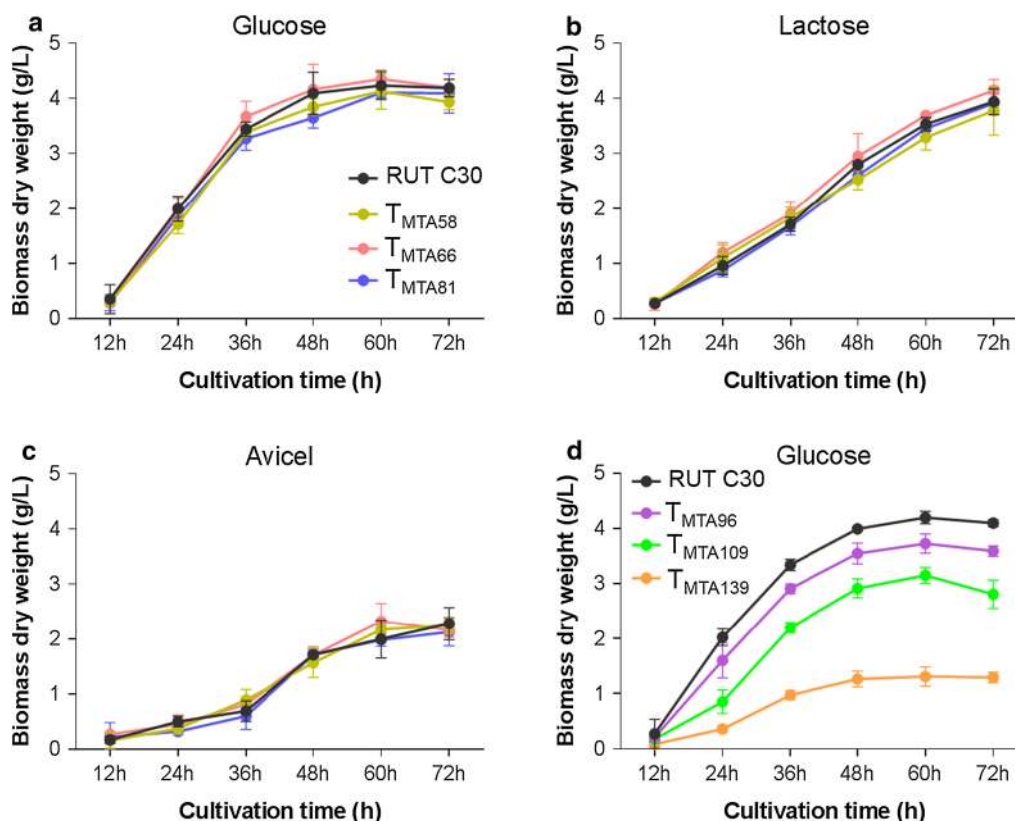 a
Glucose
Biomass dry weight (g/L)
5
4
3
2
1
0
RUT C30
TMTA58
TMTA66
TMTA81
12h 24h 36h 48h 60h 72h
Cultivation time (h)
b
Lactose
Biomass dry weight (g/L)
5
4
3
2
1
0
12h 24h 36h 48h 60h 72h
Cultivation time (h)
c
Avicel
Biomass dry weight (g/L)
5
4
3
2
1
0
12h 24h 36h 48h 60h 72h
Cultivation time (h)
d
Glucose
Biomass dry weight (g/L)
5
4
3
2
1
0
RUT C30
TMTA96
TMTA109
TMTA139
12h 24h 36h 48h 60h 72h
Cultivation time (h)